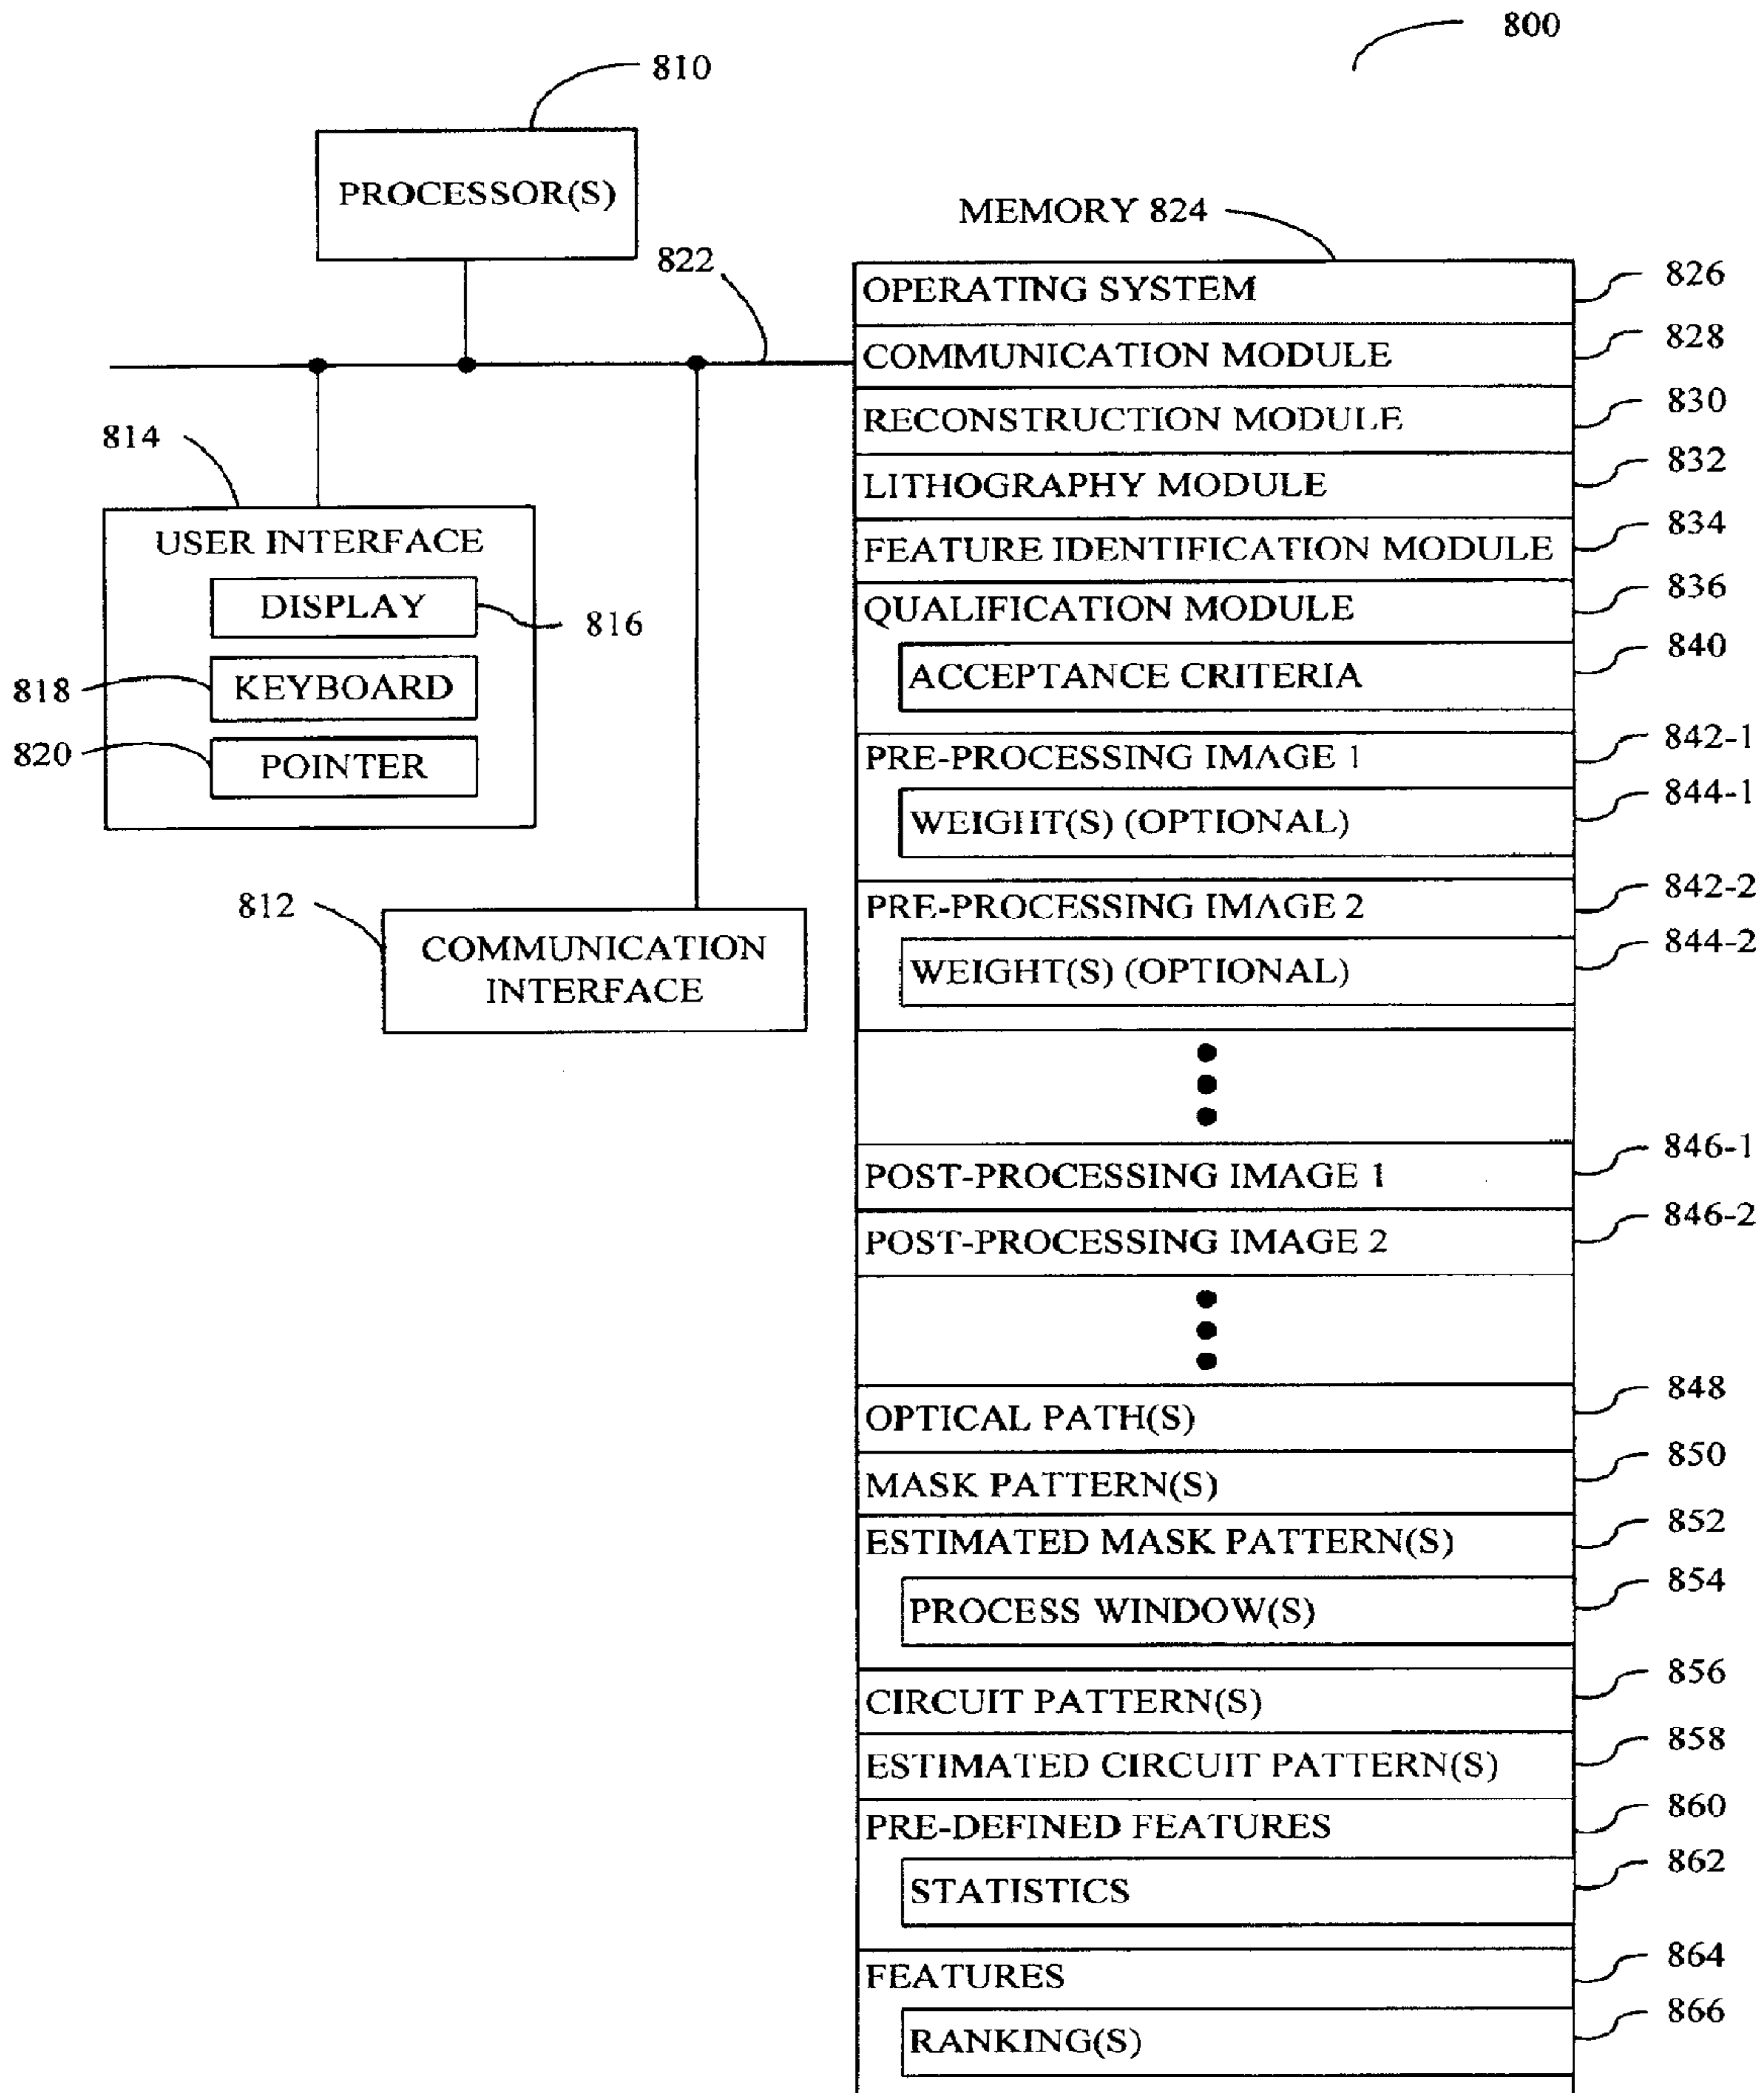 800
810
PROCESSOR(S)
MEMORY 824
822
OPERATING SYSTEM
826
COMMUNICATION MODULE
828
RECONSTRUCTION MODULE
830
LITHOGRAPHY MODULE
832
FEATURE IDENTIFICATION MODULE
834
QUALIFICATION MODULE
836
ACCEPTANCE CRITERIA
840
PRE-PROCESSING IMAGE 1
842-1
WEIGHT(S) (OPTIONAL)
844-1
PRE-PROCESSING IMAGE 2
842-2
WEIGHT(S) (OPTIONAL)
844-2
POST-PROCESSING IMAGE 1
846-1
POST-PROCESSING IMAGE 2
846-2
OPTICAL PATH(S)
848
MASK PATTERN(S)
850
ESTIMATED MASK PATTERN(S)
852
PROCESS WINDOW(S)
854
CIRCUIT PATTERN(S)
856
ESTIMATED CIRCUIT PATTERN(S)
858
PRE-DEFINED FEATURES
860
STATISTICS
862
FEATURES
864
RANKING(S)
866
814
USER INTERFACE
DISPLAY
816
818
KEYBOARD
820
POINTER
812
COMMUNICATION
INTERFACE